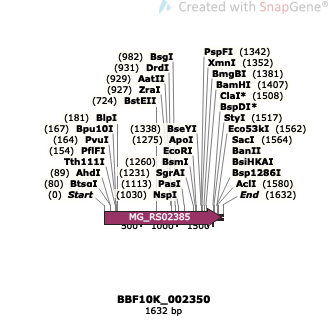 Created with SnapGene®
(982) BsgI
(931) DrdI
(929) AatII
(927) ZraI
(724) BstEII
(181) BlpI
(167) Bpu10I
(164) PvuI
(154) PflFI
Tth111I
(89) AhdI
(80) BtsαI
(0) Start
(1338) BseYI
(1275) ApoI
EcoRI
(1260) BsmI
(1231) SgrAI
(1113) PasI
(1030) NspI
PspFI (1342)
XmnI (1352)
BmgBI (1381)
BamHI (1407)
ClaI* (1508)
BspDI*
StyI (1517)
Eco53kI (1562)
SacI (1564)
BanII
BsiHKAI
Bsp1286I
AclI (1580)
End (1632)
MG_RS02385
500 1000 1500
BBF10K_002350
1632 bp